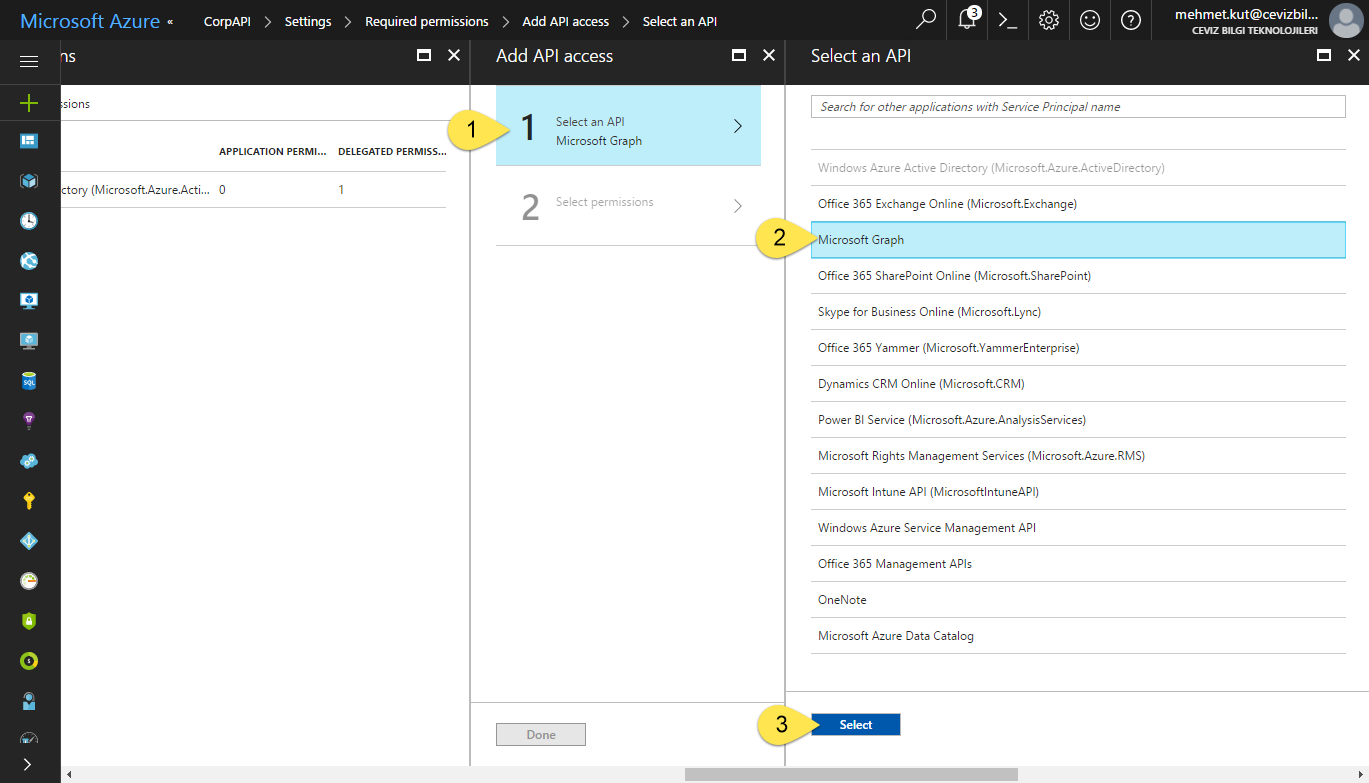 Microsoft Azure « CorpAPI > Settings > Required permissions > Add API access > Select an API
3
mehmet.kut@cevizbil...
CEVIZ BILGI TEKNOLOJILERI
ns
ssions
APPLICATION PERMI... DELEGATED PERMISS...
ctory (Microsoft.Azure.Acti... 0 1
Add API access
1
1
Select an API
Microsoft Graph
2
Select permissions
Done
Select an API
Search for other applications with Service Principal name
Windows Azure Active Directory (Microsoft.Azure.ActiveDirectory)
Office 365 Exchange Online (Microsoft.Exchange)
2
Microsoft Graph
Office 365 SharePoint Online (Microsoft.SharePoint)
Skype for Business Online (Microsoft.Lync)
Office 365 Yammer (Microsoft.YammerEnterprise)
Dynamics CRM Online (Microsoft.CRM)
Power BI Service (Microsoft.Azure.AnalysisServices)
Microsoft Rights Management Services (Microsoft.Azure.RMS)
Microsoft Intune API (MicrosoftIntuneAPI)
Windows Azure Service Management API
Office 365 Management APIs
OneNote
Microsoft Azure Data Catalog
3
Select
SQL